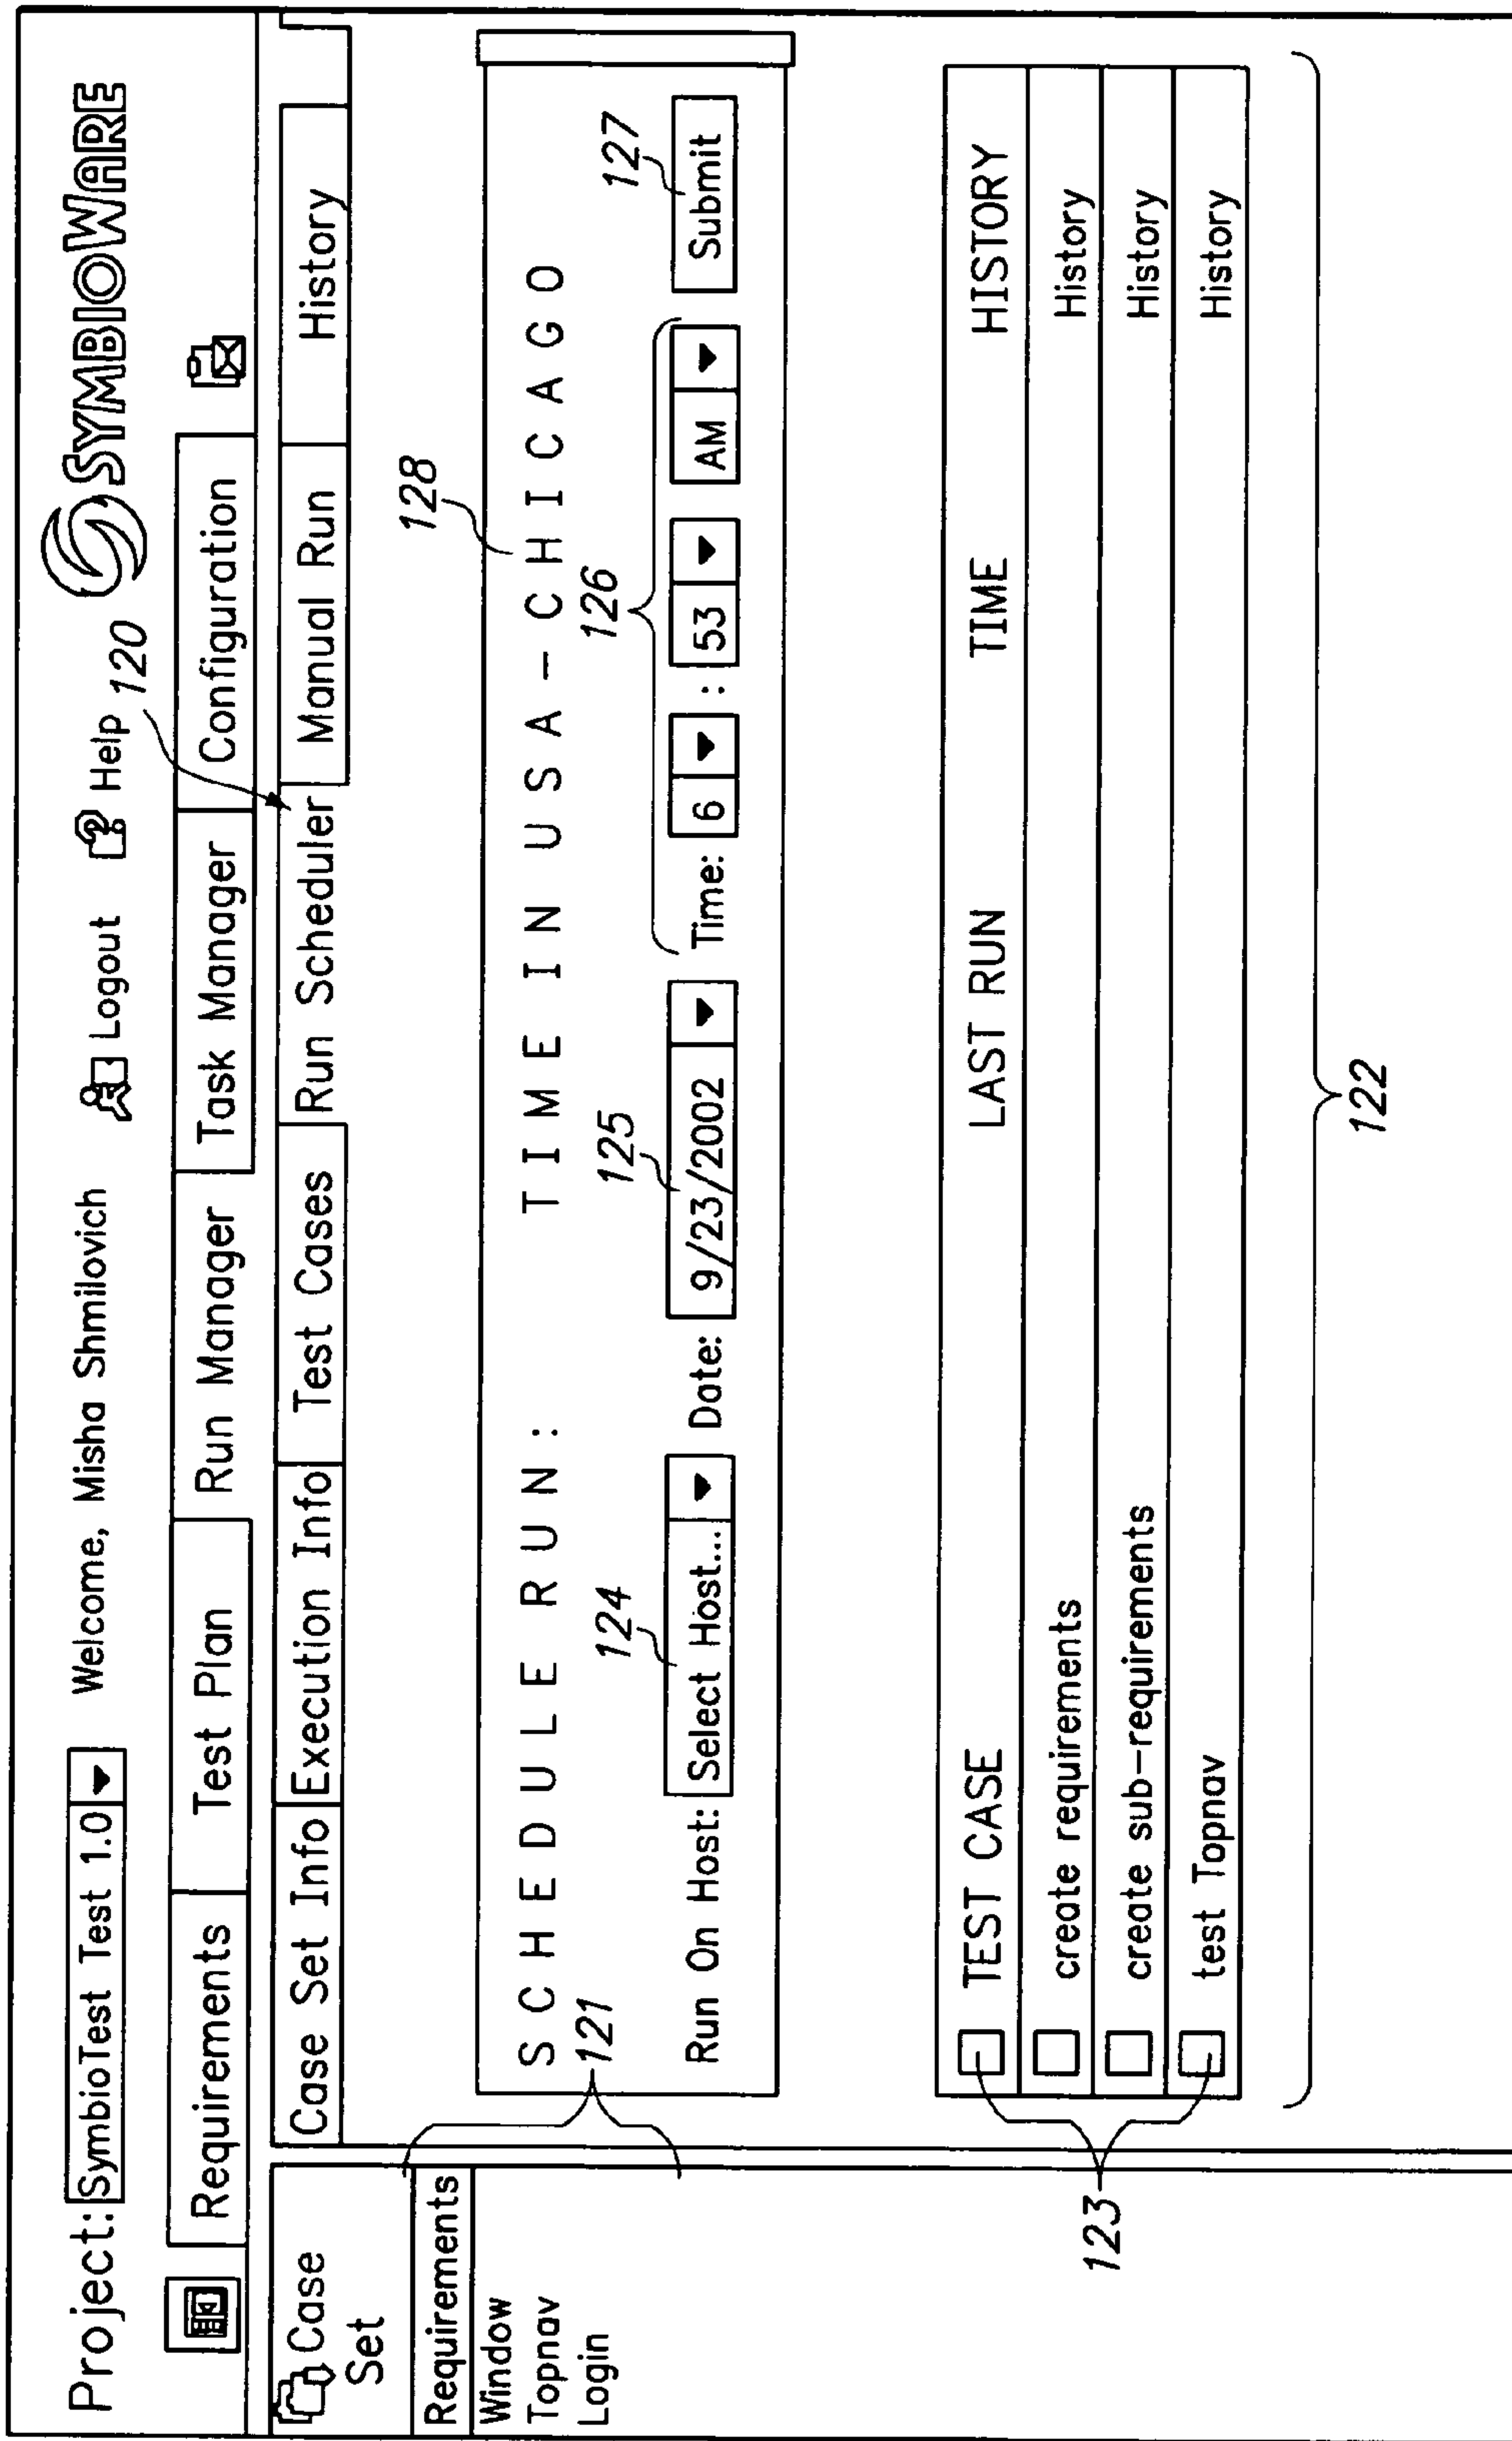 Project: SymbioTest Test 1.0 Welcome, Misha Shmilovich Logout ? Help 120 SYMBIOWARE
Requirements Test Plan Run Manager Task Manager Configuration
Case Set
Case Set Info Execution Info Test Cases Run Scheduler Manual Run History
Requirements
Window
Topnav
Login
128
SCHEDULE RUN: TIME IN USA-CHICAGO
121 124 125 126 127
Run On Host: Select Host... Date: 9/23/2002 Time: 6 : 53 AM Submit
TEST CASE LAST RUN TIME HISTORY
create requirements History
create sub-requirements History
test Topnav History
123
122